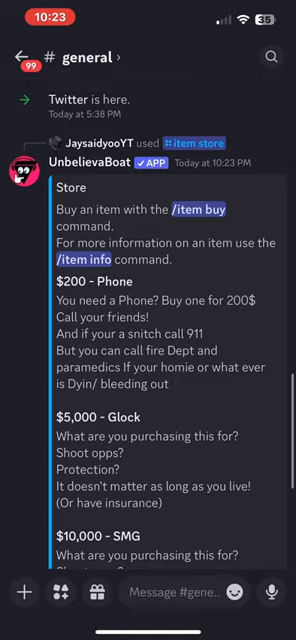 10:23
35
99
# general ›
Twitter is here.
Today at 5:38 PM
JaysaidyooYT used item store
UnbelievaBoat ✓ APP Today at 10:23 PM
Store
Buy an item with the /item buy
command.
For more information on an item use the
/item info command.
$200 - Phone
You need a Phone? Buy one for 200$
Call your friends!
And if your a snitch call 911
But you can call fire Dept and
paramedics If your homie or what ever
is Dyin/ bleeding out
$5,000 - Glock
What are you purchasing this for?
Shoot opps?
Protection?
It doesn't matter as long as you live!
(Or have insurance)
$10,000 - SMG
What are you purchasing this for?
Message #gene...